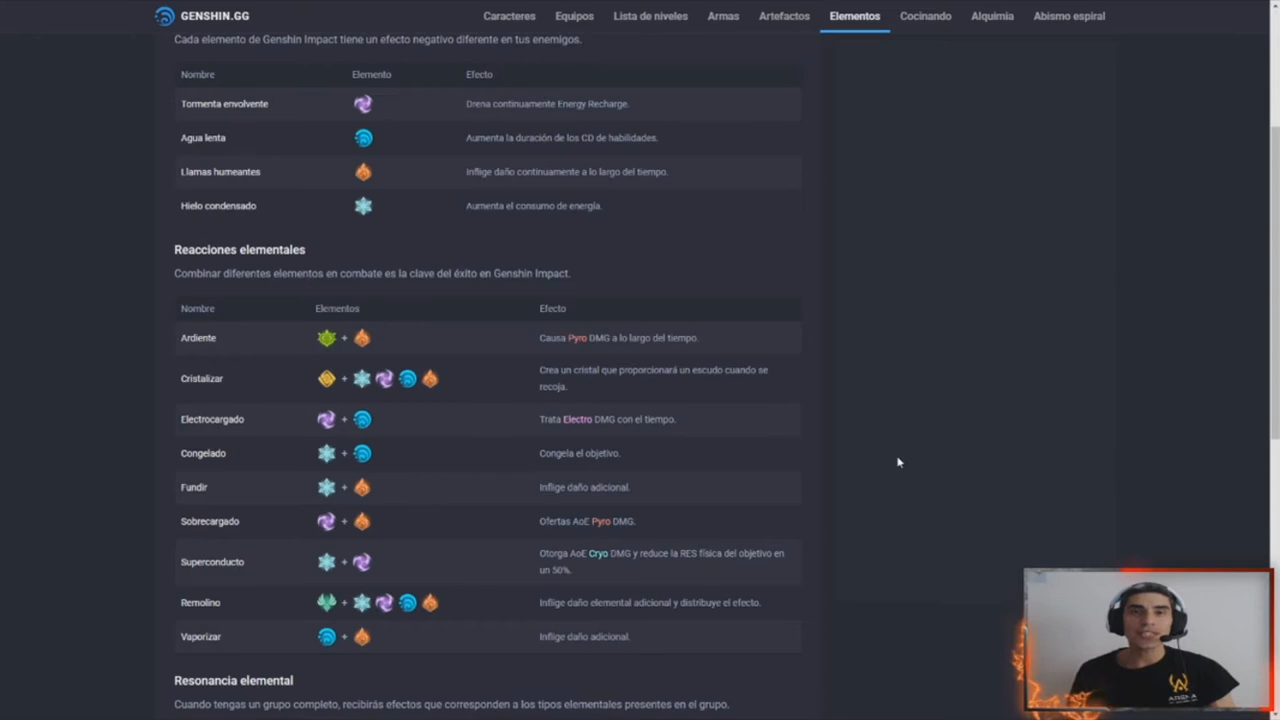 GENSHIN.GG Caracteres Equipos Lista de niveles Armas Artefactos Elementos Cocinando Alquimia Abismo espiral
Cada elemento de Genshin Impact tiene un efecto negativo diferente en tus enemigos.
Nombre Elemento Efecto
Tormenta envolvente Drena continuamente Energy Recharge.
Agua lenta Aumenta la duración de los CD de habilidades.
Llamas humeantes Inflige daño continuamente a lo largo del tiempo.
Hielo condensado Aumenta el consumo de energía.
Reacciones elementales
Combinar diferentes elementos en combate es la clave del éxito en Genshin Impact.
Nombre Elementos Efecto
Ardiente + Causa Pyro DMG a lo largo del tiempo.
Cristalizar + Crea un cristal que proporcionará un escudo cuando se
recoja.
Electrocargado + Trata Electro DMG con el tiempo.
Congelado + Congela el objetivo.
Fundir + Inflige daño adicional.
Sobrecargado + Ofertas AoE Pyro DMG.
Superconducto + Otorga AoE Cryo DMG y reduce la RES física del objetivo en
un 50%.
Remolino + Inflige daño elemental adicional y distribuye el efecto.
Vaporizar + Inflige daño adicional.
Resonancia elemental
Cuando tengas un grupo completo, recibirás efectos que corresponden a los tipos elementales presentes en el grupo.
ARENA